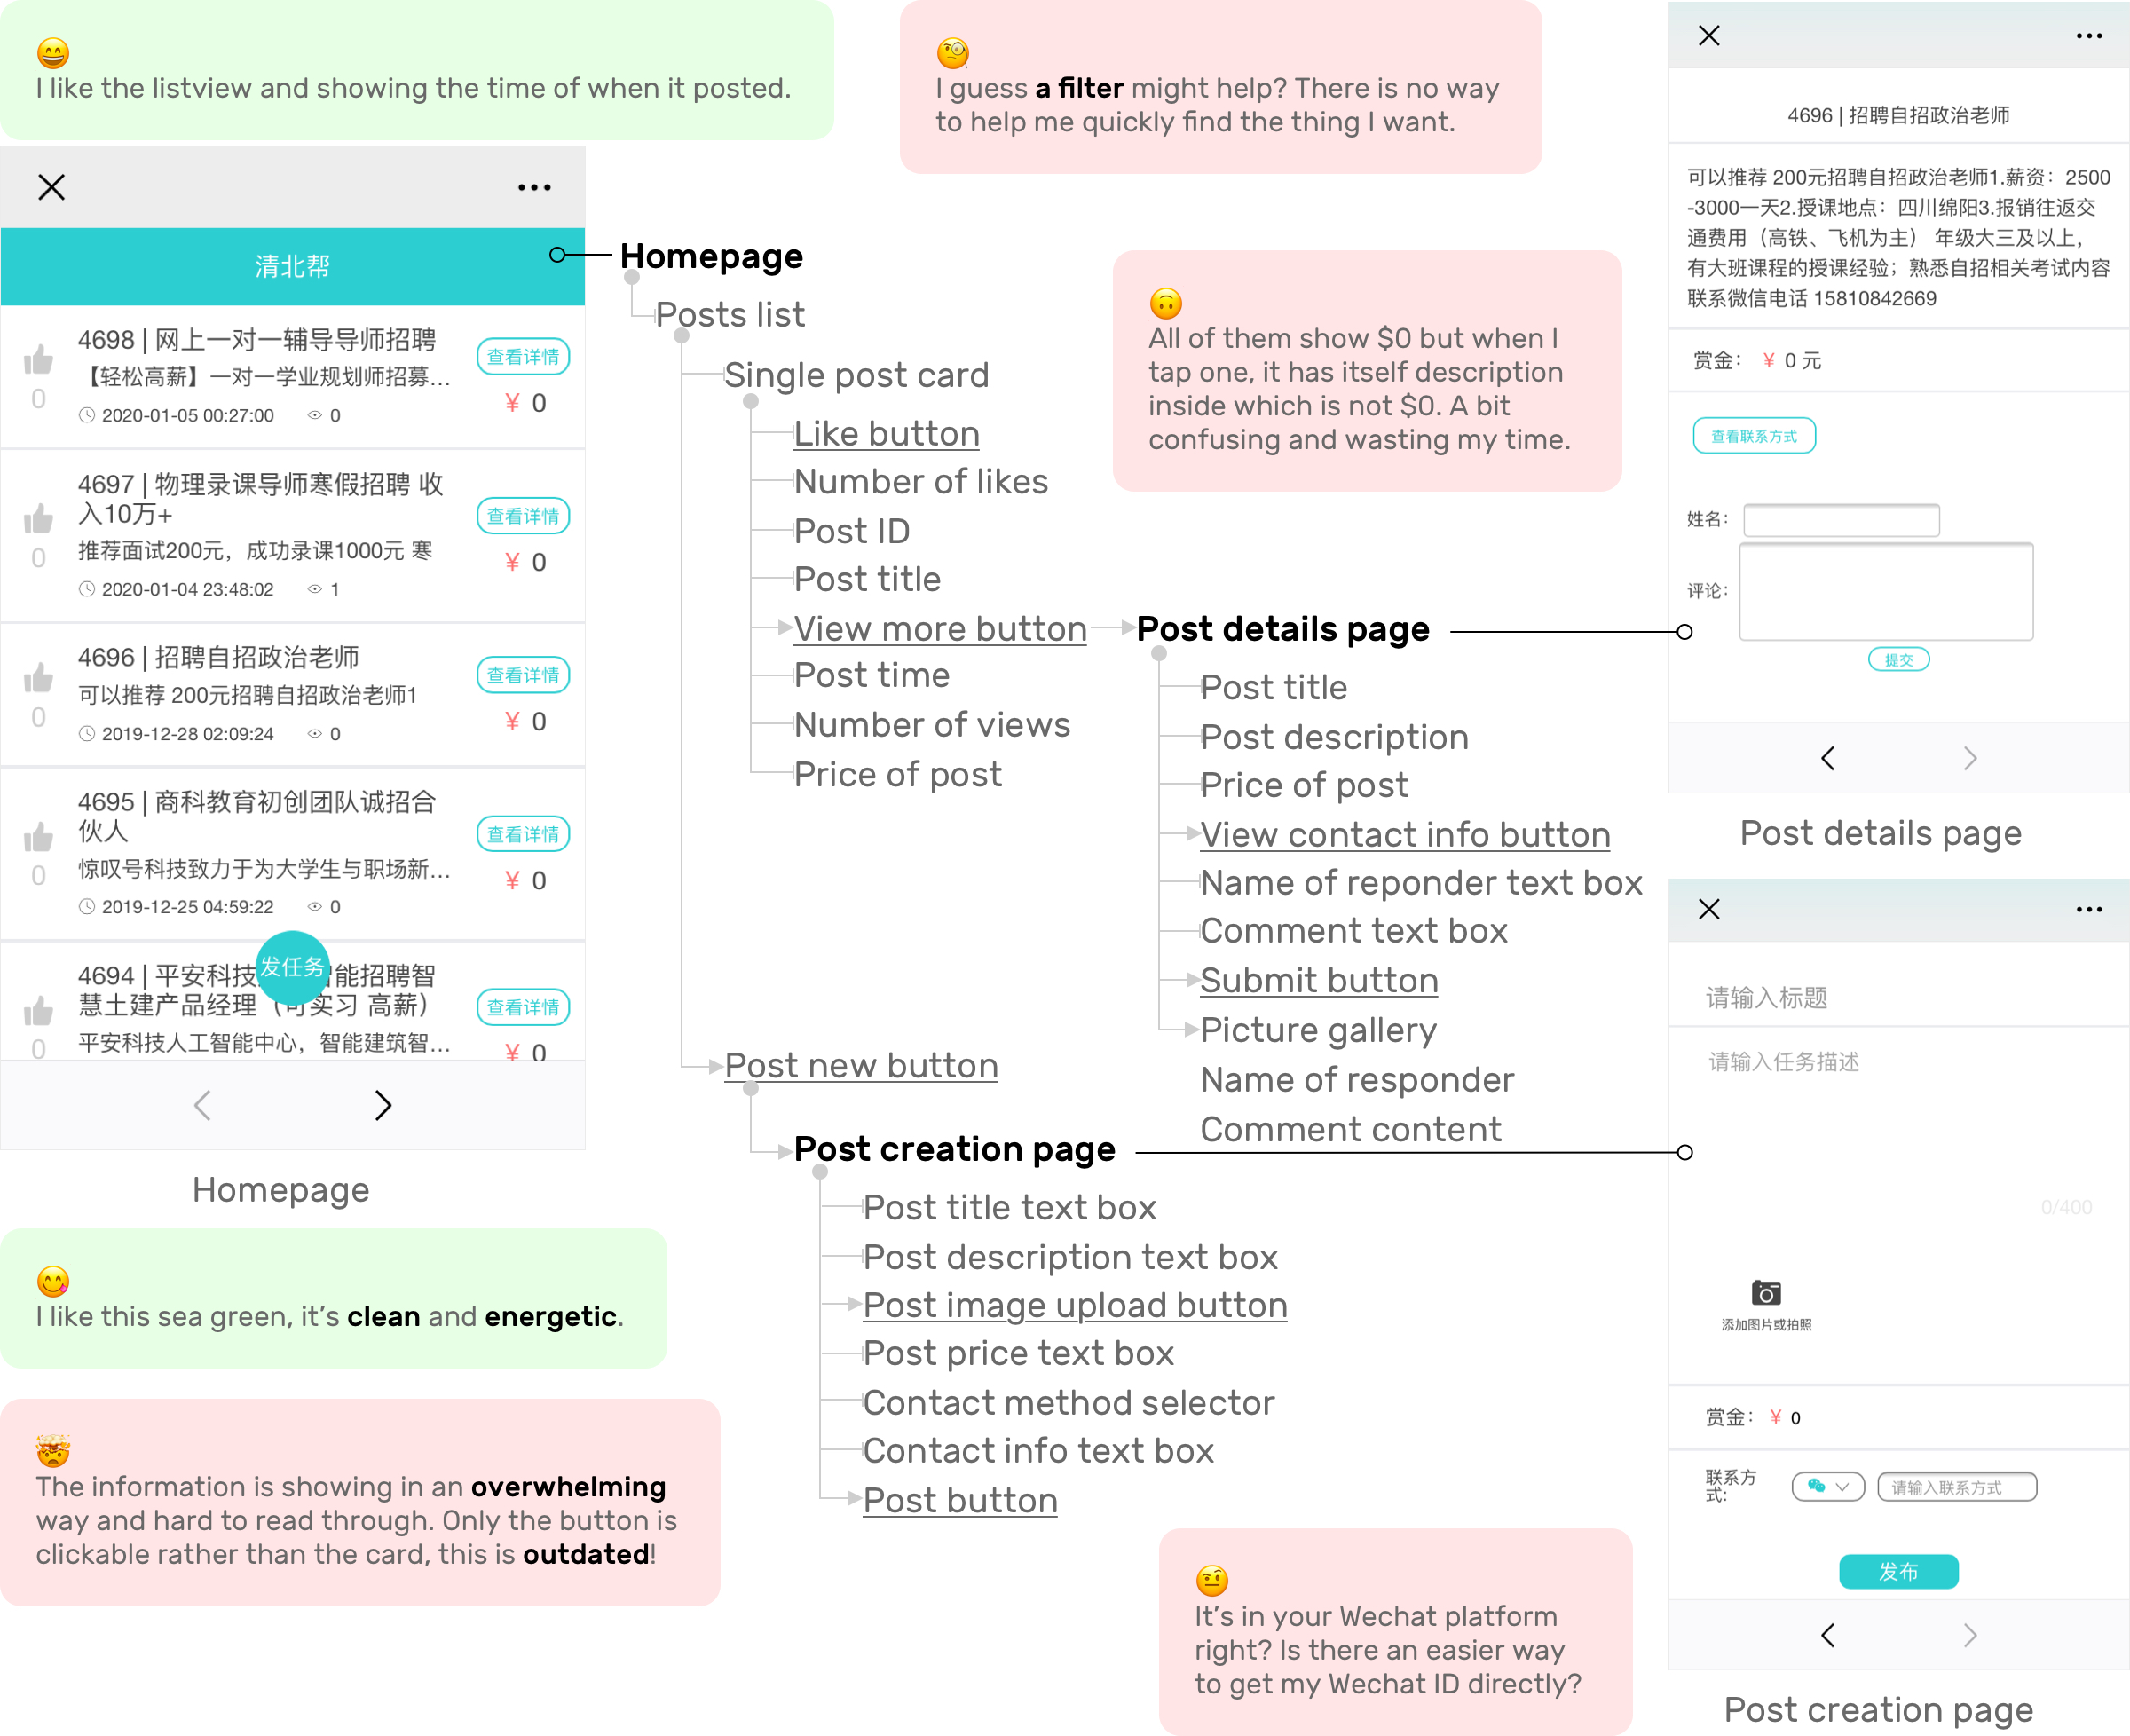 I like the listview and showing the time of when it posted.
I guess a filter might help? There is no way
to help me quickly find the thing I want.
清北帮
4698 | 网上一对一辅导导师招聘
【轻松高薪】一对一学业规划师招募...
2020-01-05 00:27:00 0
0
查看详情
¥ 0
4697 | 物理录课导师寒假招聘 收
入10万+
推荐面试200元，成功录课1000元 寒
2020-01-04 23:48:02 1
0
查看详情
¥ 0
4696 | 招聘自招政治老师
可以推荐 200元招聘自招政治老师1
2019-12-28 02:09:24 0
0
查看详情
¥ 0
4695 | 商科教育初创团队诚招合
伙人
惊叹号科技致力于为大学生与职场新...
2019-12-25 04:59:22 0
0
查看详情
¥ 0
4694 | 平安科技 智能招聘智
慧土建产品经理（可实习 高薪）
平安科技人工智能中心，智能建筑智...
0
查看详情
¥ 0
发任务
Homepage
I like this sea green, it's clean and energetic.
The information is showing in an overwhelming
way and hard to read through. Only the button is
clickable rather than the card, this is outdated!
Homepage
Posts list
Single post card
Like button
Number of likes
Post ID
Post title
View more button
Post time
Number of views
Price of post
All of them show $0 but when I
tap one, it has itself description
inside which is not $0. A bit
confusing and wasting my time.
Post details page
Post title
Post description
Price of post
View contact info button
Name of reponder text box
Comment text box
Submit button
Picture gallery
Name of responder
Comment content
Post new button
Post creation page
Post title text box
Post description text box
Post image upload button
Post price text box
Contact method selector
Contact info text box
Post button
It's in your Wechat platform
right? Is there an easier way
to get my Wechat ID directly?
4696 | 招聘自招政治老师
可以推荐 200元招聘自招政治老师1.薪资：2500
-3000一天2.授课地点：四川绵阳3.报销往返交
通费用（高铁、飞机为主） 年级大三及以上，
有大班课程的授课经验；熟悉自招相关考试内容
联系微信电话 15810842669
赏金： ¥ 0 元
查看联系方式
姓名：
评论：
提交
Post details page
请输入标题
请输入任务描述
0/400
添加图片或拍照
赏金： ¥ 0
联系方
式:
请输入联系方式
发布
Post creation page